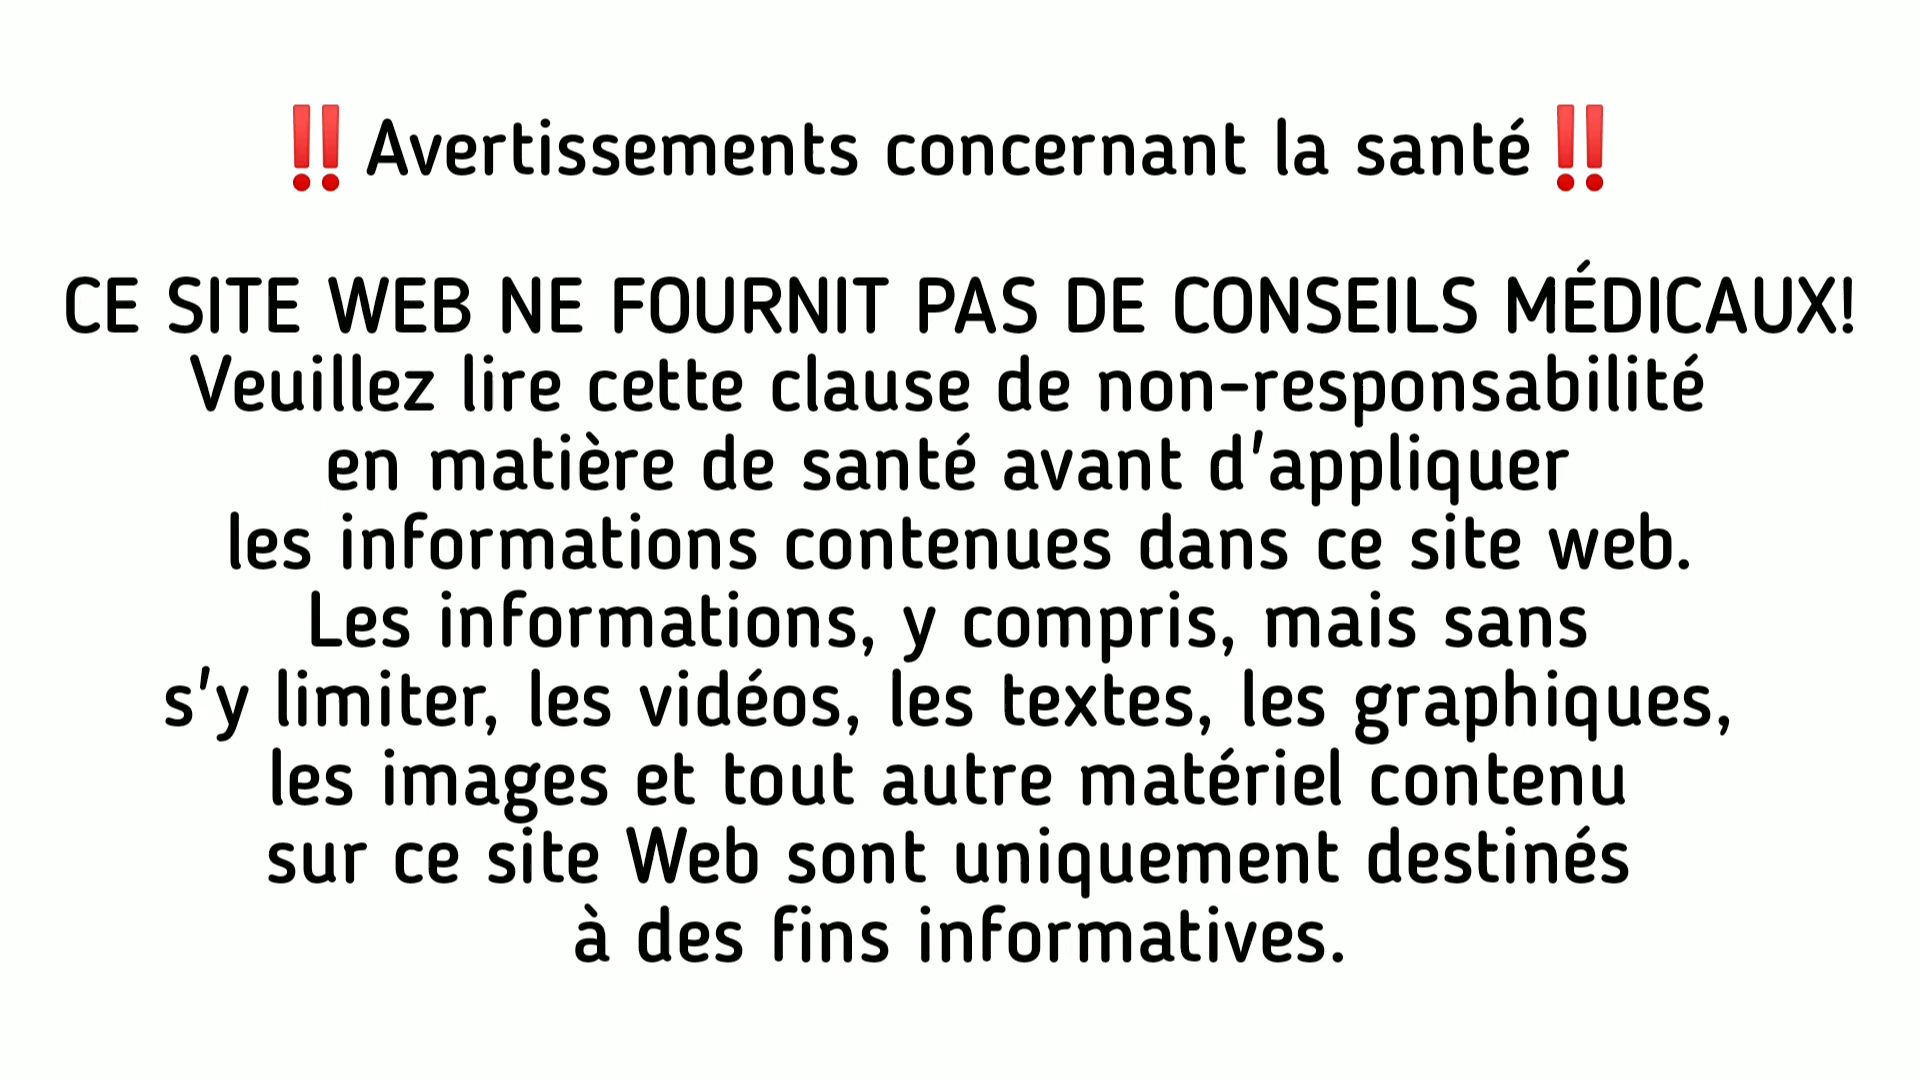 ‼️Avertissements concernant la santé‼️
CE SITE WEB NE FOURNIT PAS DE CONSEILS MÉDICAUX!
Veuillez lire cette clause de non-responsabilité
en matière de santé avant d'appliquer
les informations contenues dans ce site web.
Les informations, y compris, mais sans
s'y limiter, les vidéos, les textes, les graphiques,
les images et tout autre matériel contenu
sur ce site Web sont uniquement destinés
à des fins informatives.